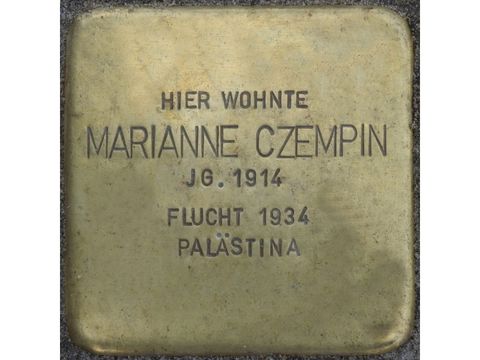 HIER WOHNTE
MARIANNE CZEMPIN
JG. 1914
FLUCHT 1934
PALÄSTINA